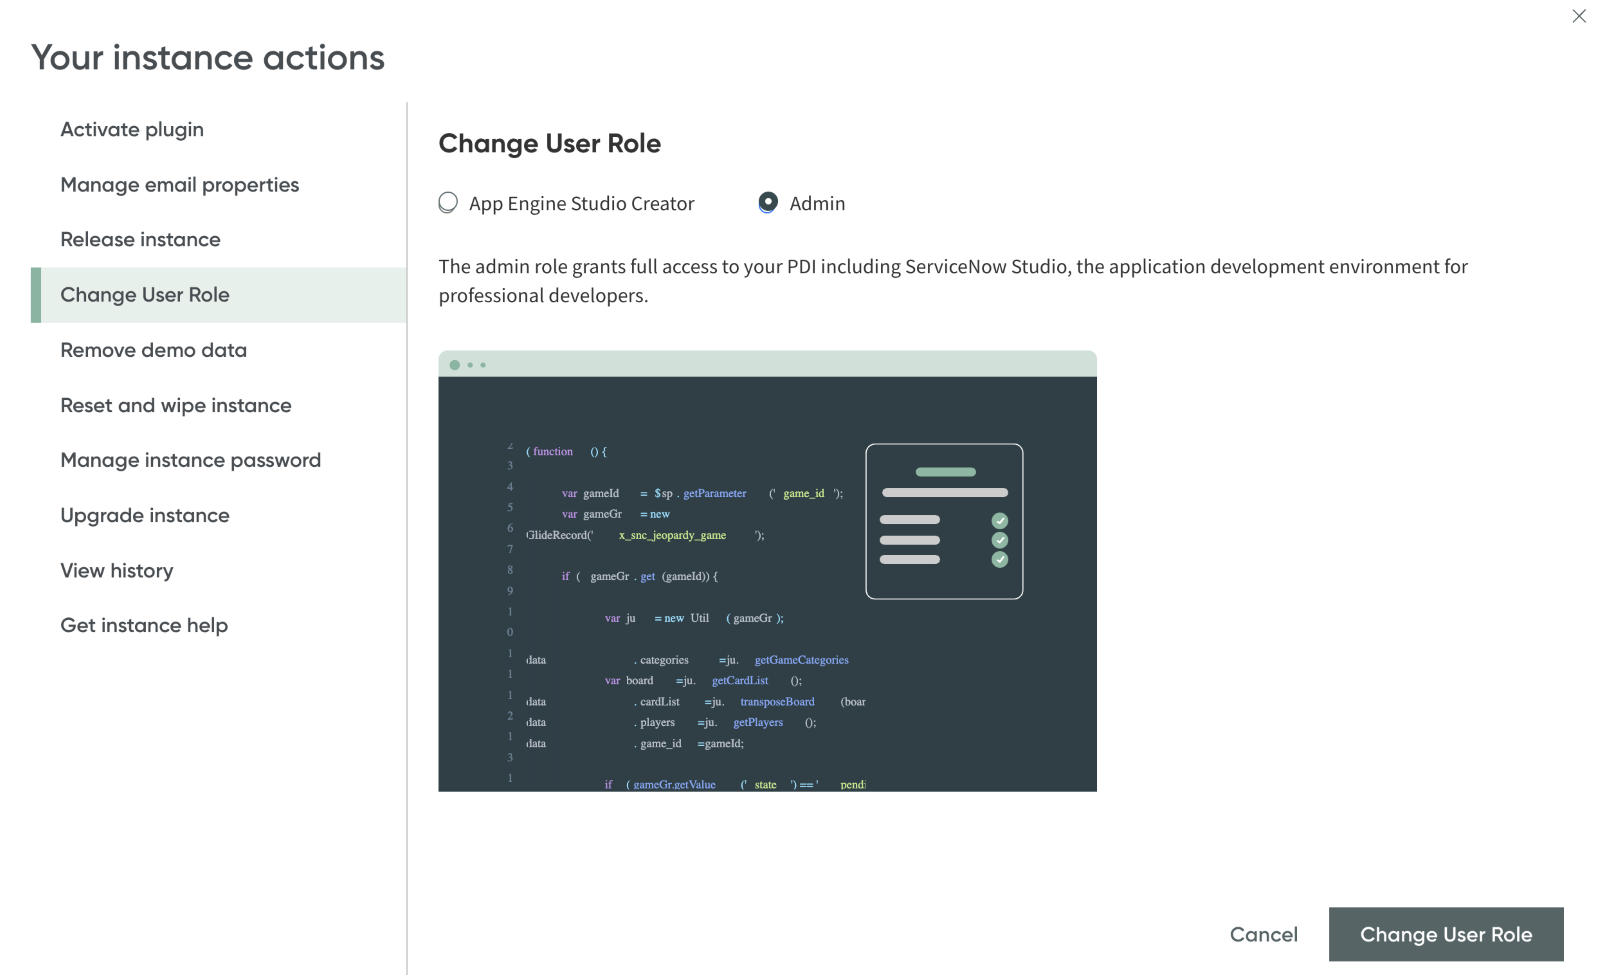 Your instance actions
Activate plugin
Manage email properties
Release instance
Change User Role
Remove demo data
Reset and wipe instance
Manage instance password
Upgrade instance
View history
Get instance help
Change User Role
App Engine Studio Creator
Admin
The admin role grants full access to your PDI including ServiceNow Studio, the application development environment for
professional developers.
2 ( function () {
3
4 var gameId = $sp . getParameter (' game_id ');
5 var gameGr = new
6 GlideRecord(' x_snc_jeopardy_game ');
7
8 if ( gameGr . get (gameId)) {
9
1 var ju = new Util ( gameGr );
0
1 data . categories =ju. getGameCategories
1 var board =ju. getCardList ();
1 data . cardList =ju. transposeBoard (boar
2 data . players =ju. getPlayers ();
1 data . game_id =gameId;
3
1 if ( gameGr.getValue (' state ') == ' pendi
Cancel
Change User Role